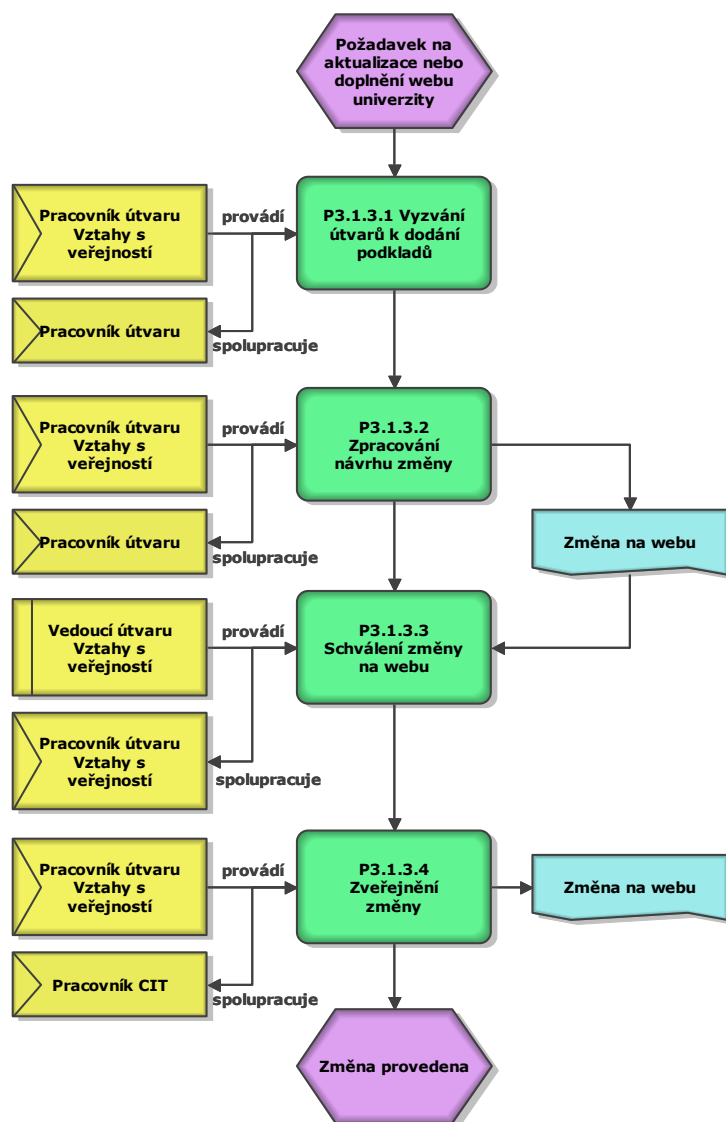 Požadavek na
aktualizace nebo
doplnění webu
univerzity
Pracovník útvaru
Vztahy s
veřejností
provádí
P3.1.3.1 Vyzvání
útvarů k dodání
podkladů
Pracovník útvaru
spolupracuje
Pracovník útvaru
Vztahy s
veřejností
provádí
P3.1.3.2
Zpracování
návrhu změny
Pracovník útvaru
spolupracuje
Změna na webu
Vedoucí útvaru
Vztahy s
veřejností
provádí
P3.1.3.3
Schválení změny
na webu
Pracovník útvaru
Vztahy s
veřejností
spolupracuje
Pracovník útvaru
Vztahy s
veřejností
provádí
P3.1.3.4
Zveřejnění
změny
Změna na webu
Pracovník CIT
spolupracuje
Změna provedena